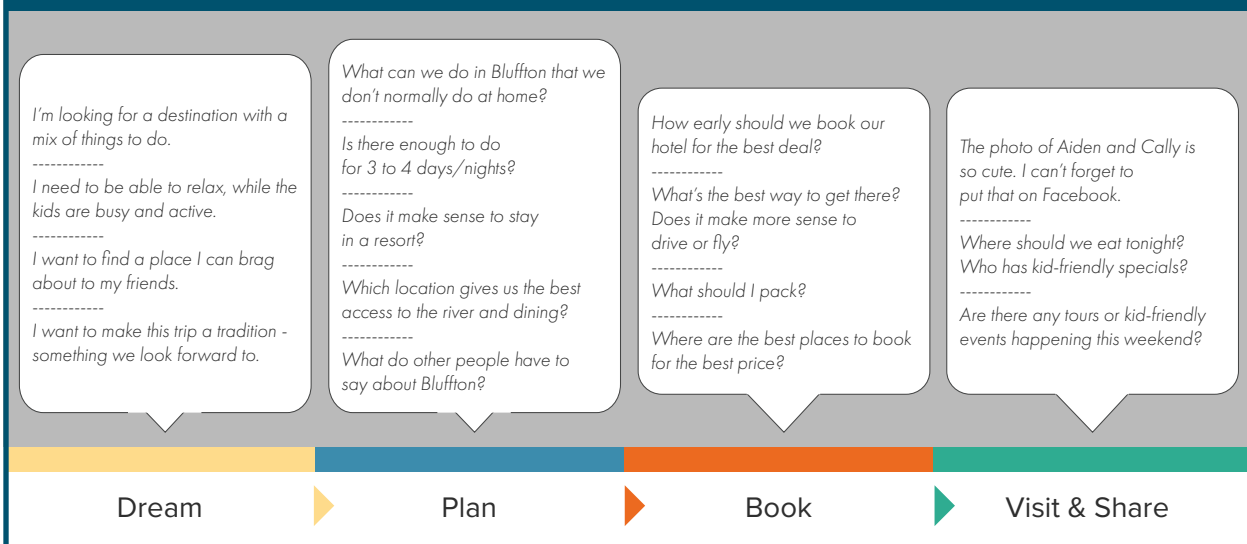 I'm looking for a destination with a
mix of things to do.
------------
I need to be able to relax, while the
kids are busy and active.
------------
I want to find a place I can brag
about to my friends.
------------
I want to make this trip a tradition -
something we look forward to.
What can we do in Bluffton that we
don't normally do at home?
------------
Is there enough to do
for 3 to 4 days/nights?
------------
Does it make sense to stay
in a resort?
------------
Which location gives us the best
access to the river and dining?
------------
What do other people have to
say about Bluffton?
How early should we book our
hotel for the best deal?
------------
What's the best way to get there?
Does it make more sense to
drive or fly?
------------
What should I pack?
------------
Where are the best places to book
for the best price?
The photo of Aiden and Cally is
so cute. I can't forget to
put that on Facebook.
------------
Where should we eat tonight?
Who has kid-friendly specials?
------------
Are there any tours or kid-friendly
events happening this weekend?
Dream
Plan
Book
Visit & Share